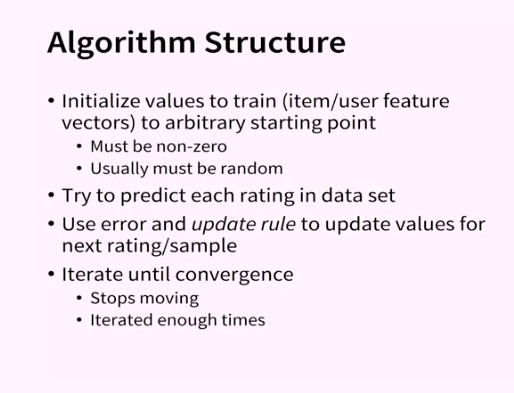 Algorithm Structure
• Initialize values to train (item/user feature
vectors) to arbitrary starting point
• Must be non-zero
• Usually must be random
• Try to predict each rating in data set
• Use error and update rule to update values for
next rating/sample
• Iterate until convergence
• Stops moving
• Iterated enough times